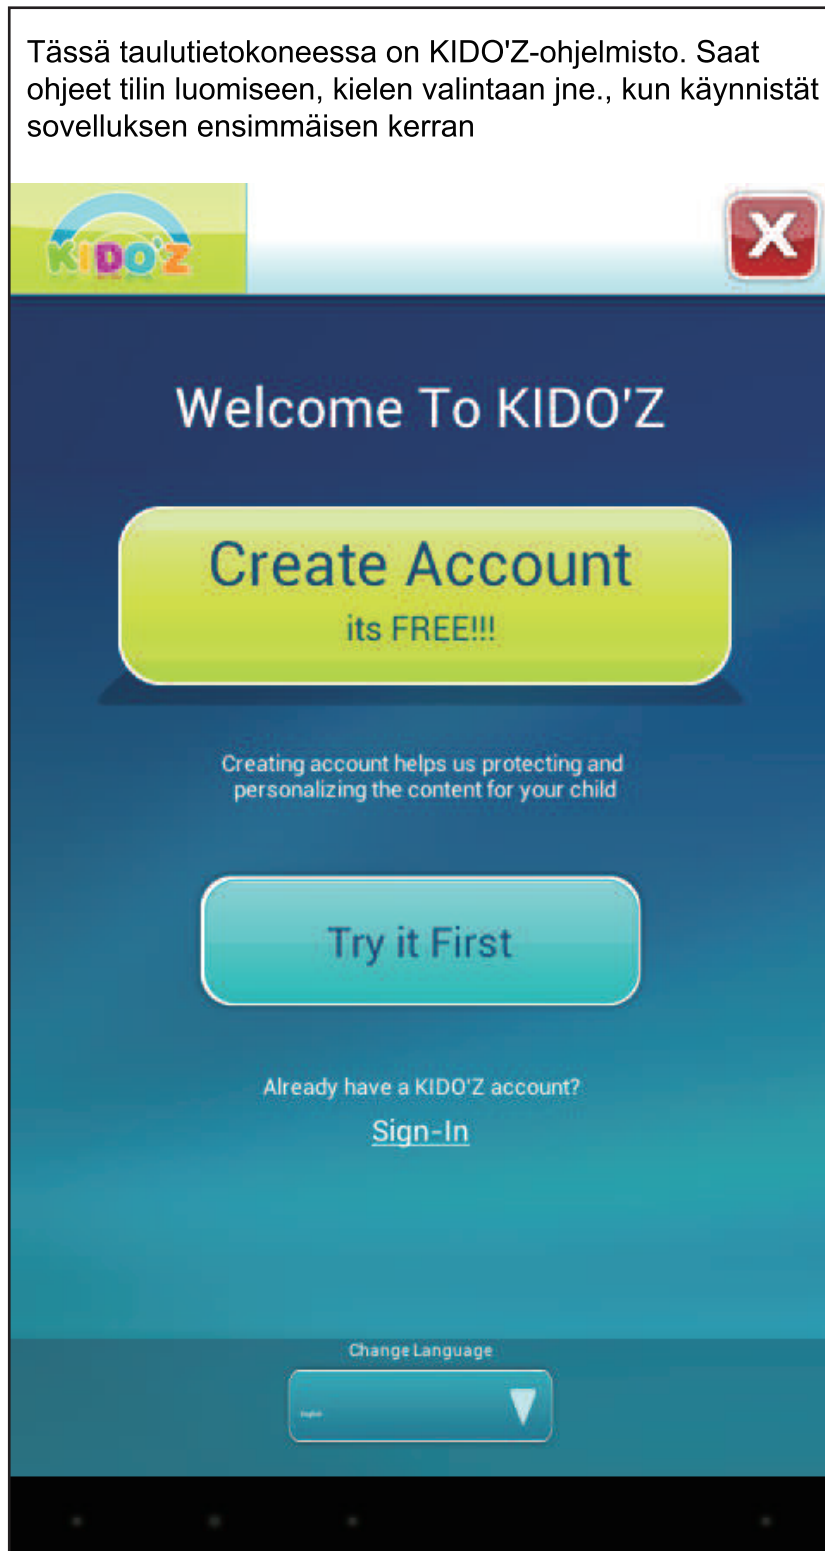 Tässä taulutietokoneessa on KIDO'Z-ohjelmisto. Saat
ohjeet tilin luomiseen, kielen valintaan jne., kun käynnistät
sovelluksen ensimmäisen kerran
KIDO'Z
X
Welcome To KIDO'Z
Create Account
its FREE!!!
Creating account helps us protecting and
personalizing the content for your child
Try it First
Already have a KIDO'Z account?
Sign-In
Change Language
English